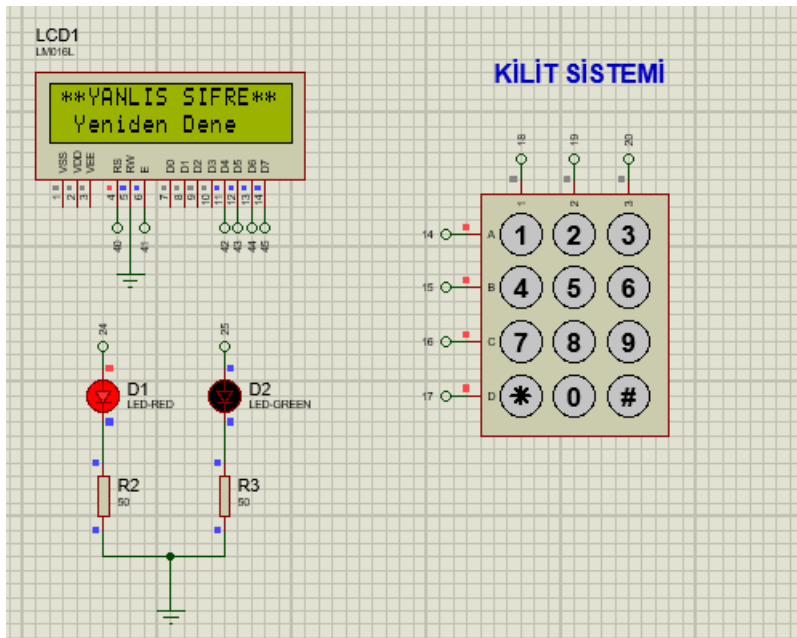 LCD1
LM016L
**YANLIS SIFRE**
Yeniden Dene
VSS VDD VEE RS RW E D0 D1 D2 D3 D4 D5 D6 D7
1 2 3 4 5 6 7 8 9 10 11 12 13 14
40 41 42 43 44 45
KİLİT SİSTEMİ
18 19 20
1 2 3
14 A 1 2 3
15 B 4 5 6
16 C 7 8 9
17 D * 0 #
24 25
D1
LED-RED
D2
LED-GREEN
R2
50
R3
50